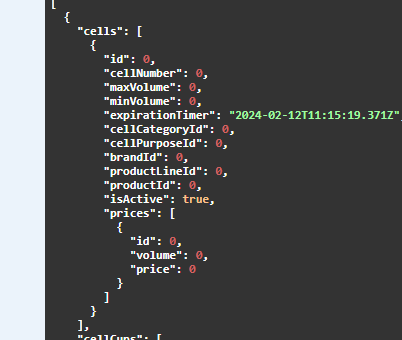 [
{
"cells": [
{
"id": 0,
"cellNumber": 0,
"maxVolume": 0,
"minVolume": 0,
"expirationTimer": "2024-02-12T11:15:19.371Z",
"cellCategoryId": 0,
"cellPurposeId": 0,
"brandId": 0,
"productLineId": 0,
"productId": 0,
"isActive": true,
"prices": [
{
"id": 0,
"volume": 0,
"price": 0
}
]
}
],
"cellCups": [